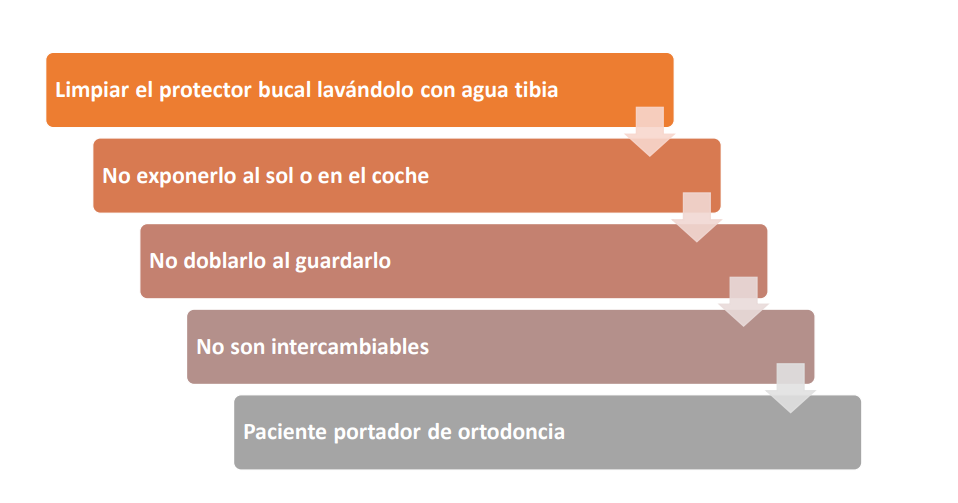 Limpiar el protector bucal lavándolo con agua tibia
No exponerlo al sol o en el coche
No doblarlo al guardarlo
No son intercambiables
Paciente portador de ortodoncia